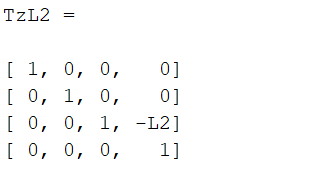 TzL2 =
[ 1, 0, 0,   0]
[ 0, 1, 0,   0]
[ 0, 0, 1, -L2]
[ 0, 0, 0,   1]